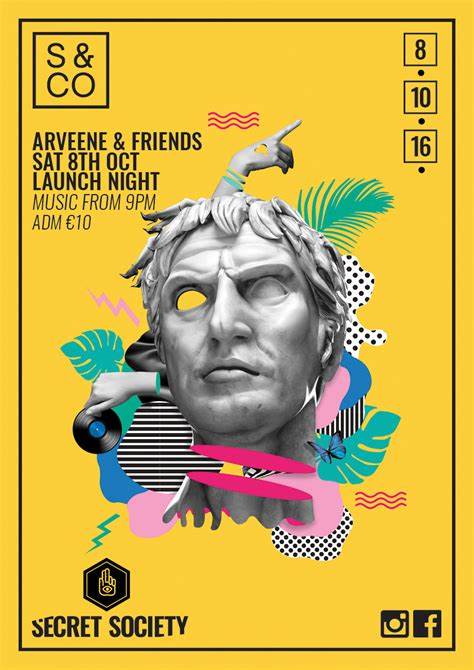 S &
CO
8
10
16
ARVEENE & FRIENDS
SAT 8TH OCT
LAUNCH NIGHT
MUSIC FROM 9PM
ADM €10
SECRET SOCIETY